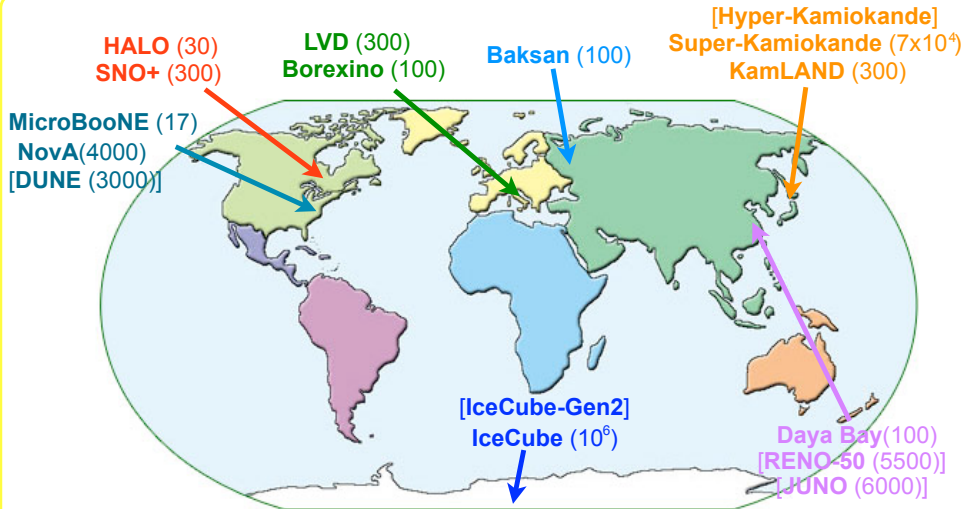 HALO (30)
SNO+ (300)
LVD (300)
Borexino (100)
Baksan (100)
[Hyper-Kamiokande]
Super-Kamiokande (7x10⁴)
KamLAND (300)
MicroBooNE (17)
NovA(4000)
[DUNE (3000)]
[IceCube-Gen2]
IceCube (10⁶)
Daya Bay(100)
[RENO-50 (5500)]
[JUNO (6000)]